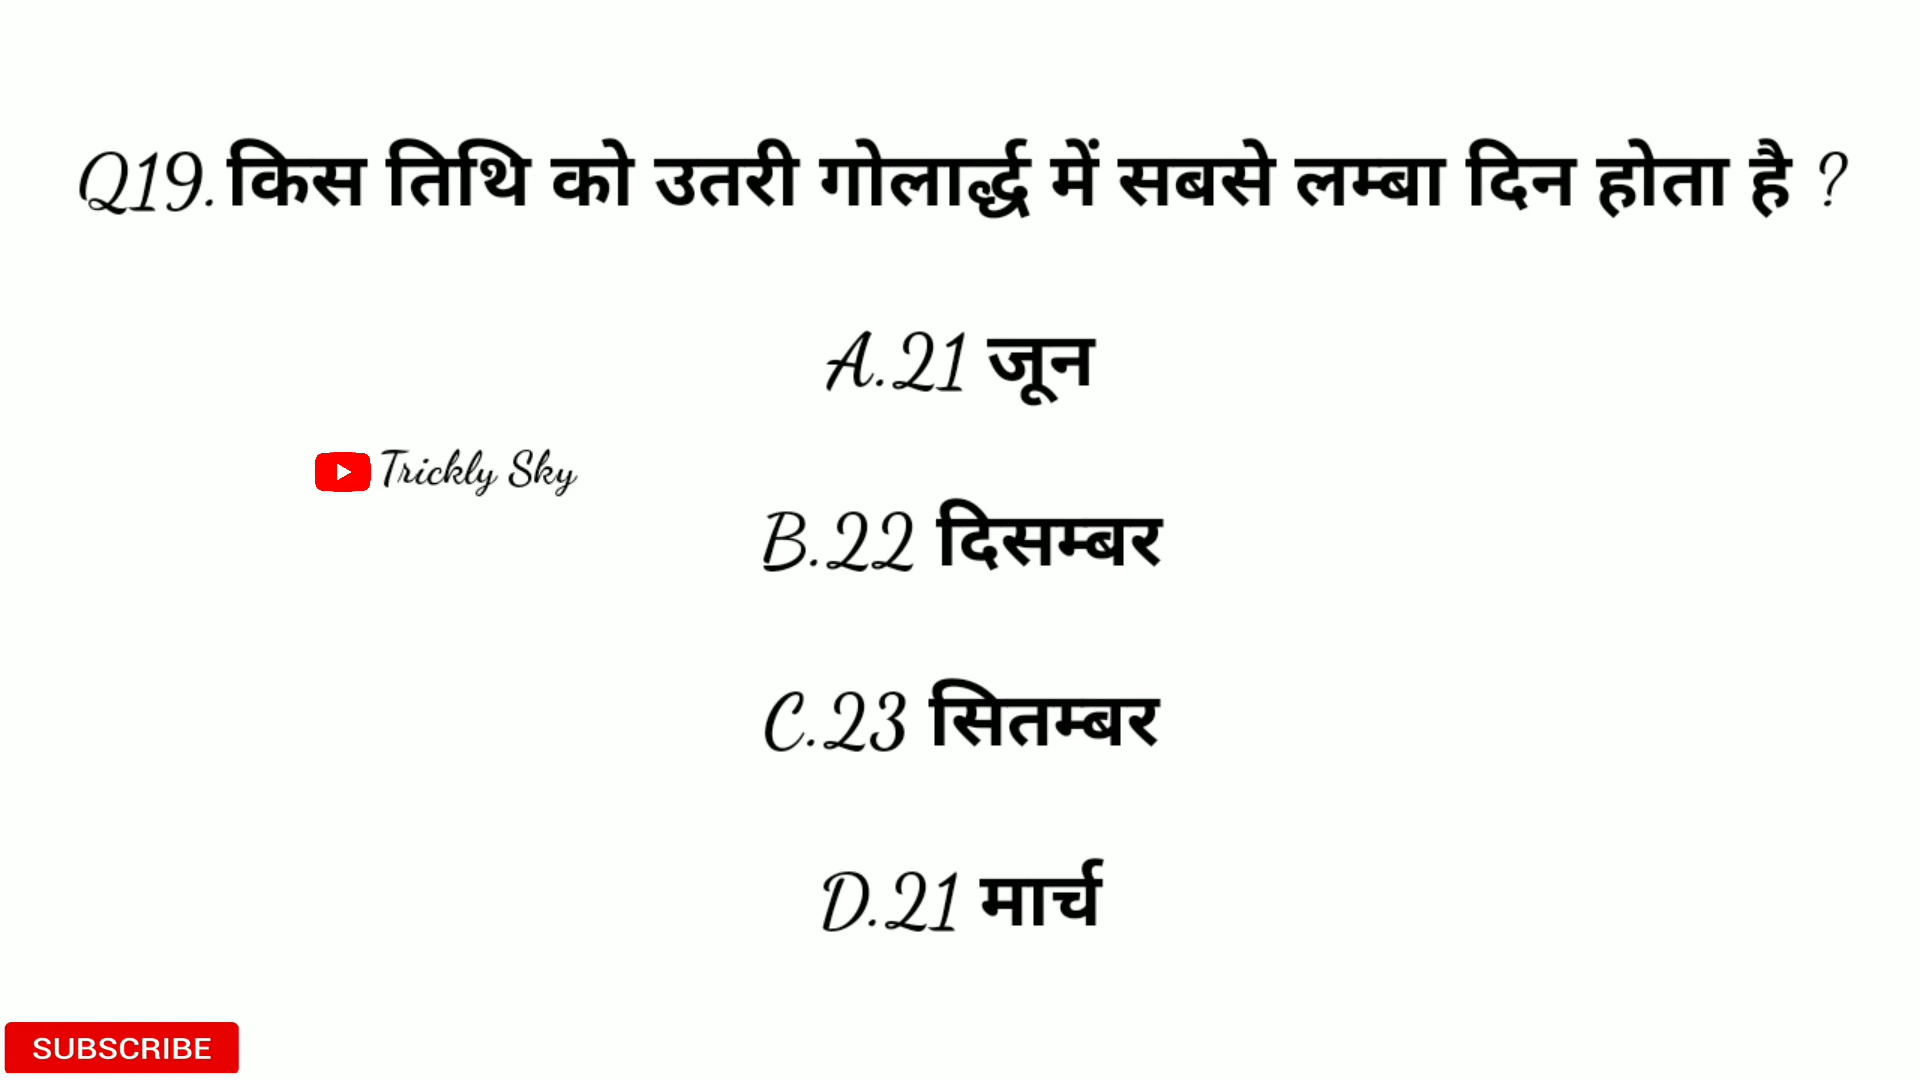 Q19. किस तिथि को उतरी गोलार्द्ध में सबसे लम्बा दिन होता है ?
A.21 जून
Trickly Sky
B.22 दिसम्बर
C.23 सितम्बर
D.21 मार्च
SUBSCRIBE